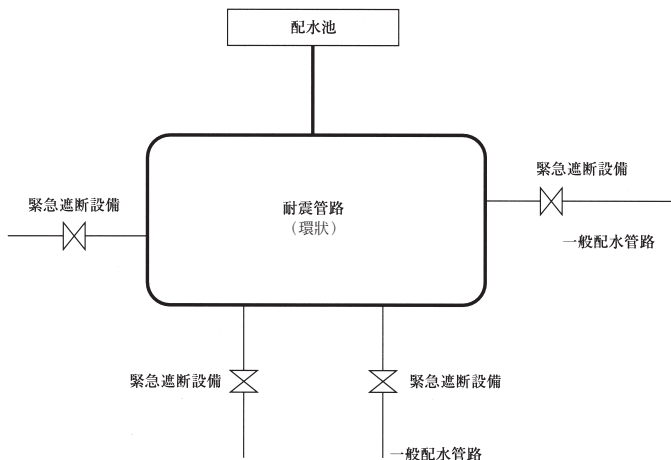 配水池
緊急遮断設備
緊急遮断設備
耐震管路
（環狀）
一般配水管路
緊急遮断設備
緊急遮断設備
一般配水管路